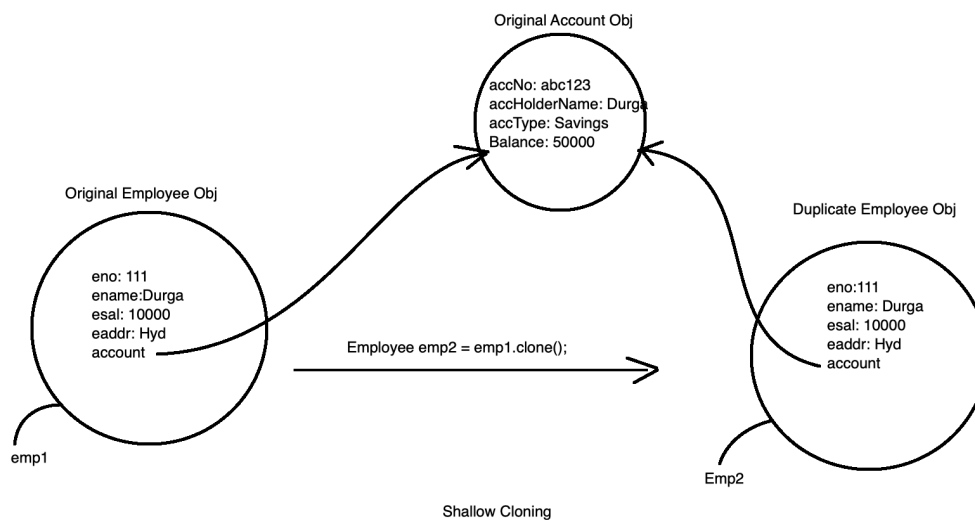 Original Account Obj
accNo: abc123
accHolderName: Durga
accType: Savings
Balance: 50000
Original Employee Obj
eno: 111
ename:Durga
esal: 10000
eaddr: Hyd
account
emp1
Employee emp2 = emp1.clone();
Duplicate Employee Obj
eno:111
ename: Durga
esal: 10000
eaddr: Hyd
account
Emp2
Shallow Cloning